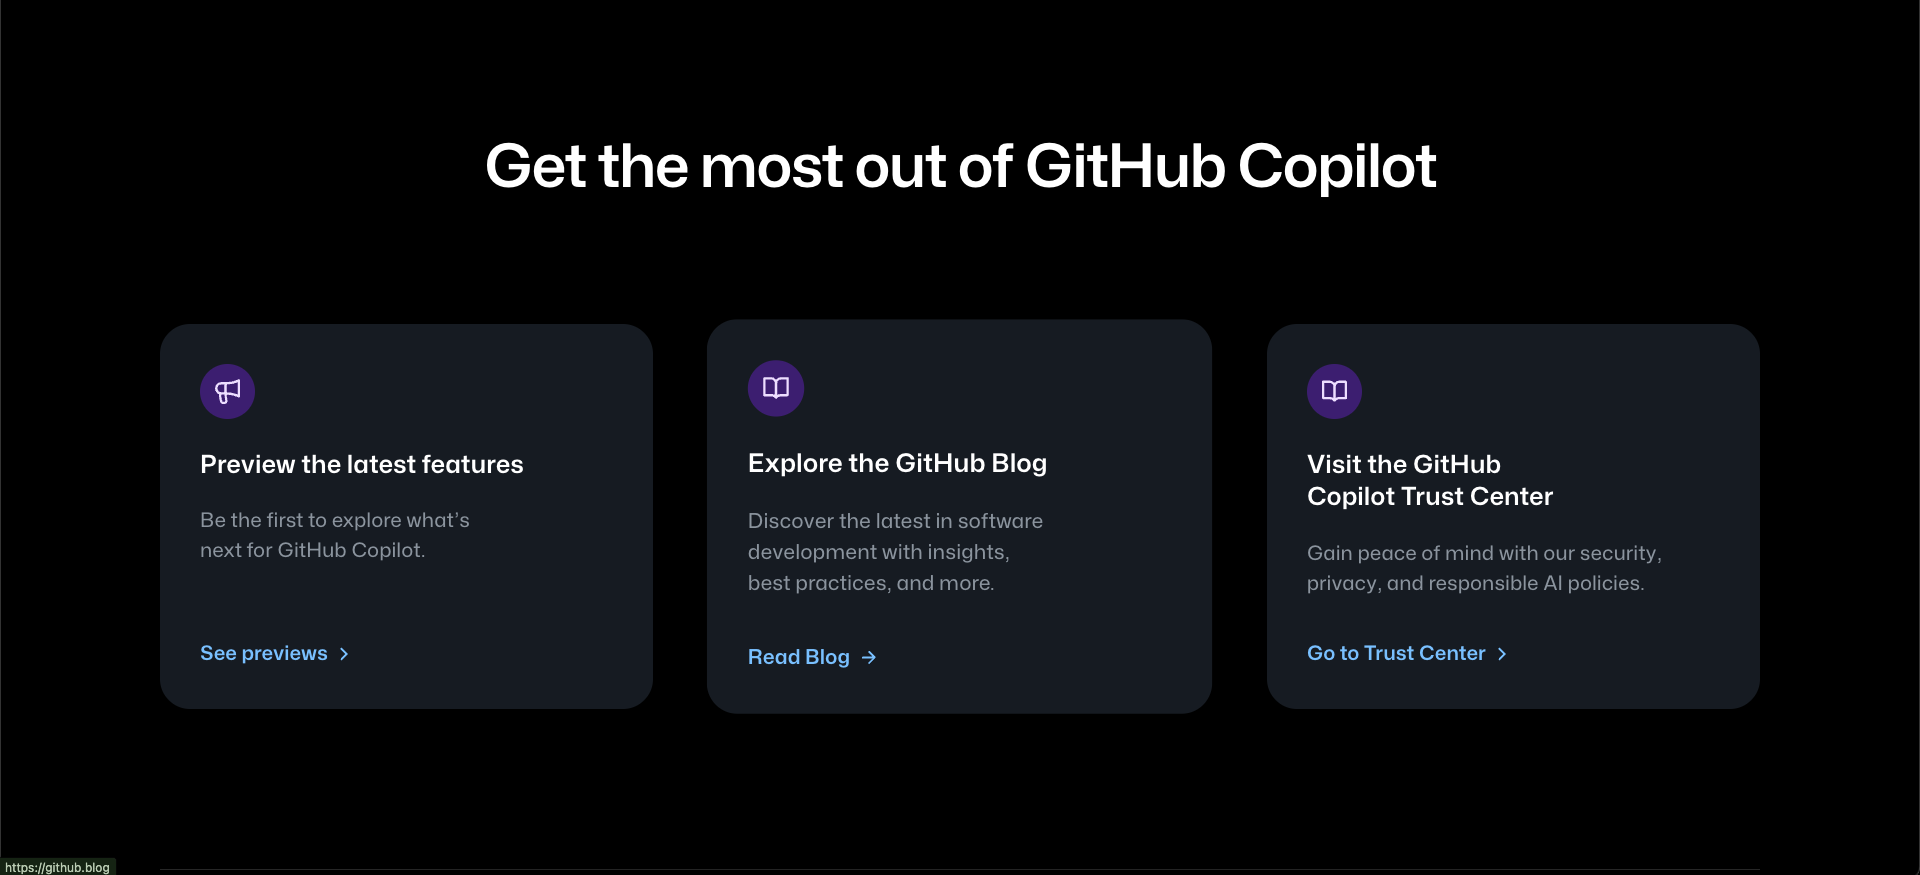 Get the most out of GitHub Copilot
Preview the latest features
Be the first to explore what’s
next for GitHub Copilot.
See previews
Explore the GitHub Blog
Discover the latest in software
development with insights,
best practices, and more.
Read Blog
Visit the GitHub
Copilot Trust Center
Gain peace of mind with our security,
privacy, and responsible AI policies.
Go to Trust Center
https://github.blog